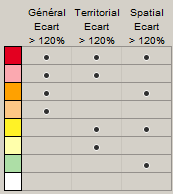 Général Territorial Spatial
Ecart Ecart Ecart
> 120% > 120% > 120%